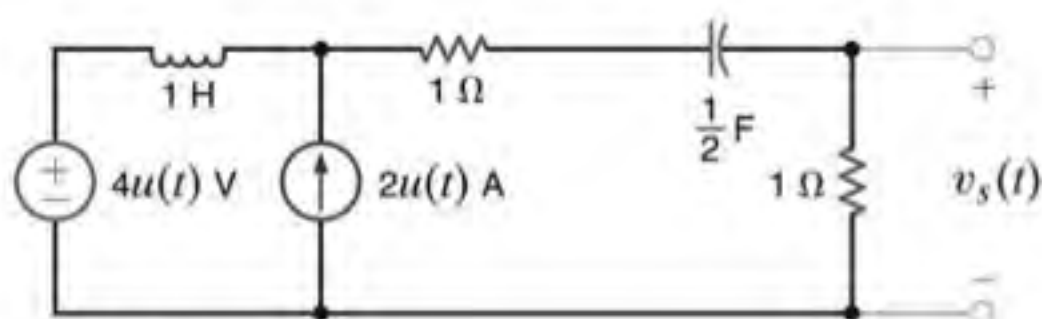 1 H
1 Ω
1/2 F
+
+
−
4u(t) V
2u(t) A
1 Ω
v_s(t)
−